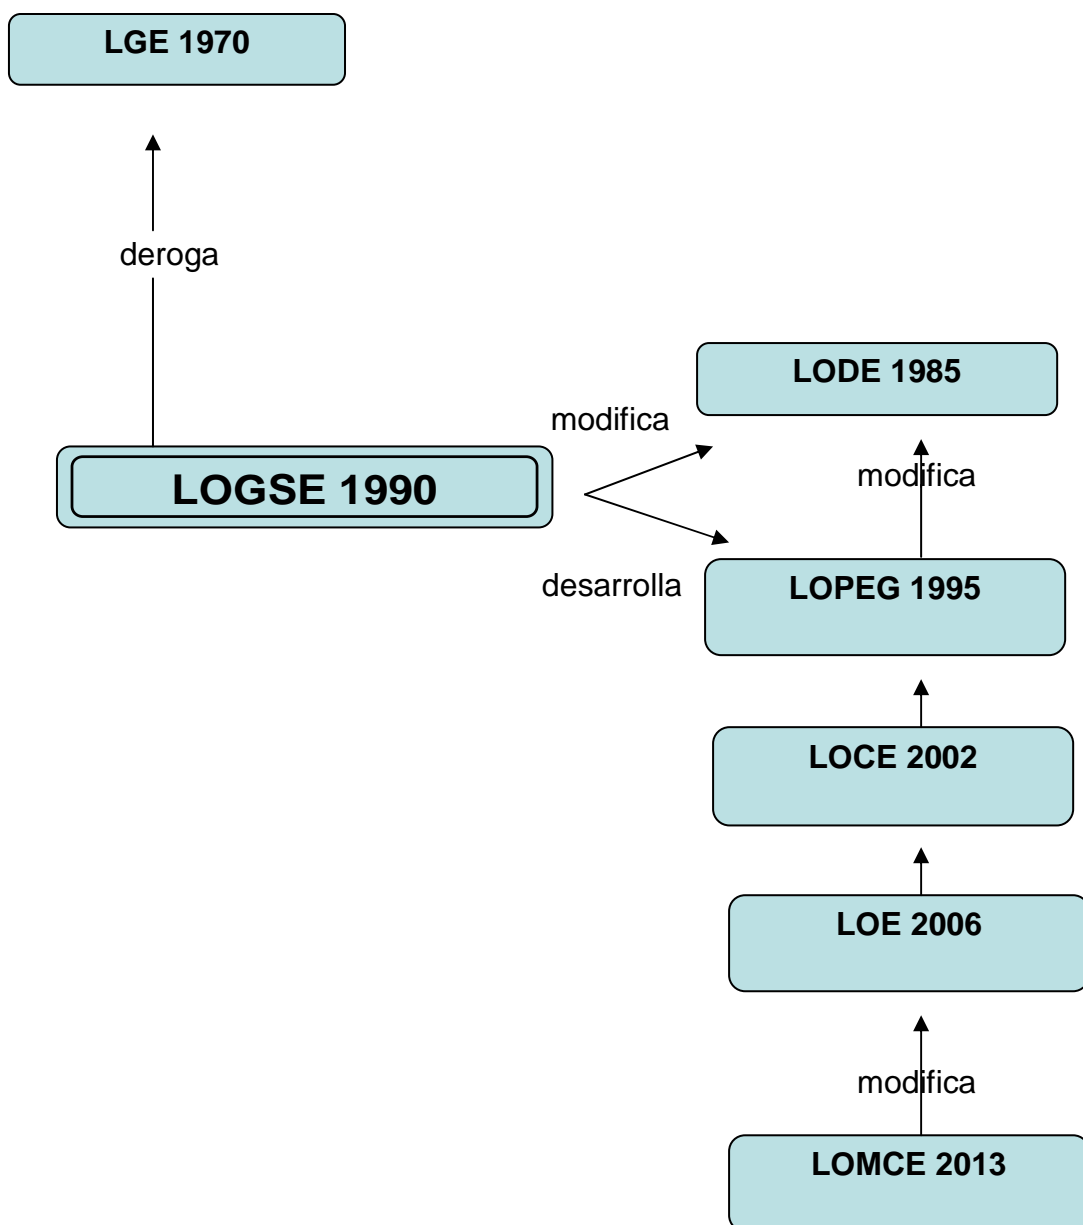 LGE 1970
deroga
LODE 1985
modifica
modifica
LOGSE 1990
desarrolla
LOPEG 1995
LOCE 2002
LOE 2006
modifica
LOMCE 2013